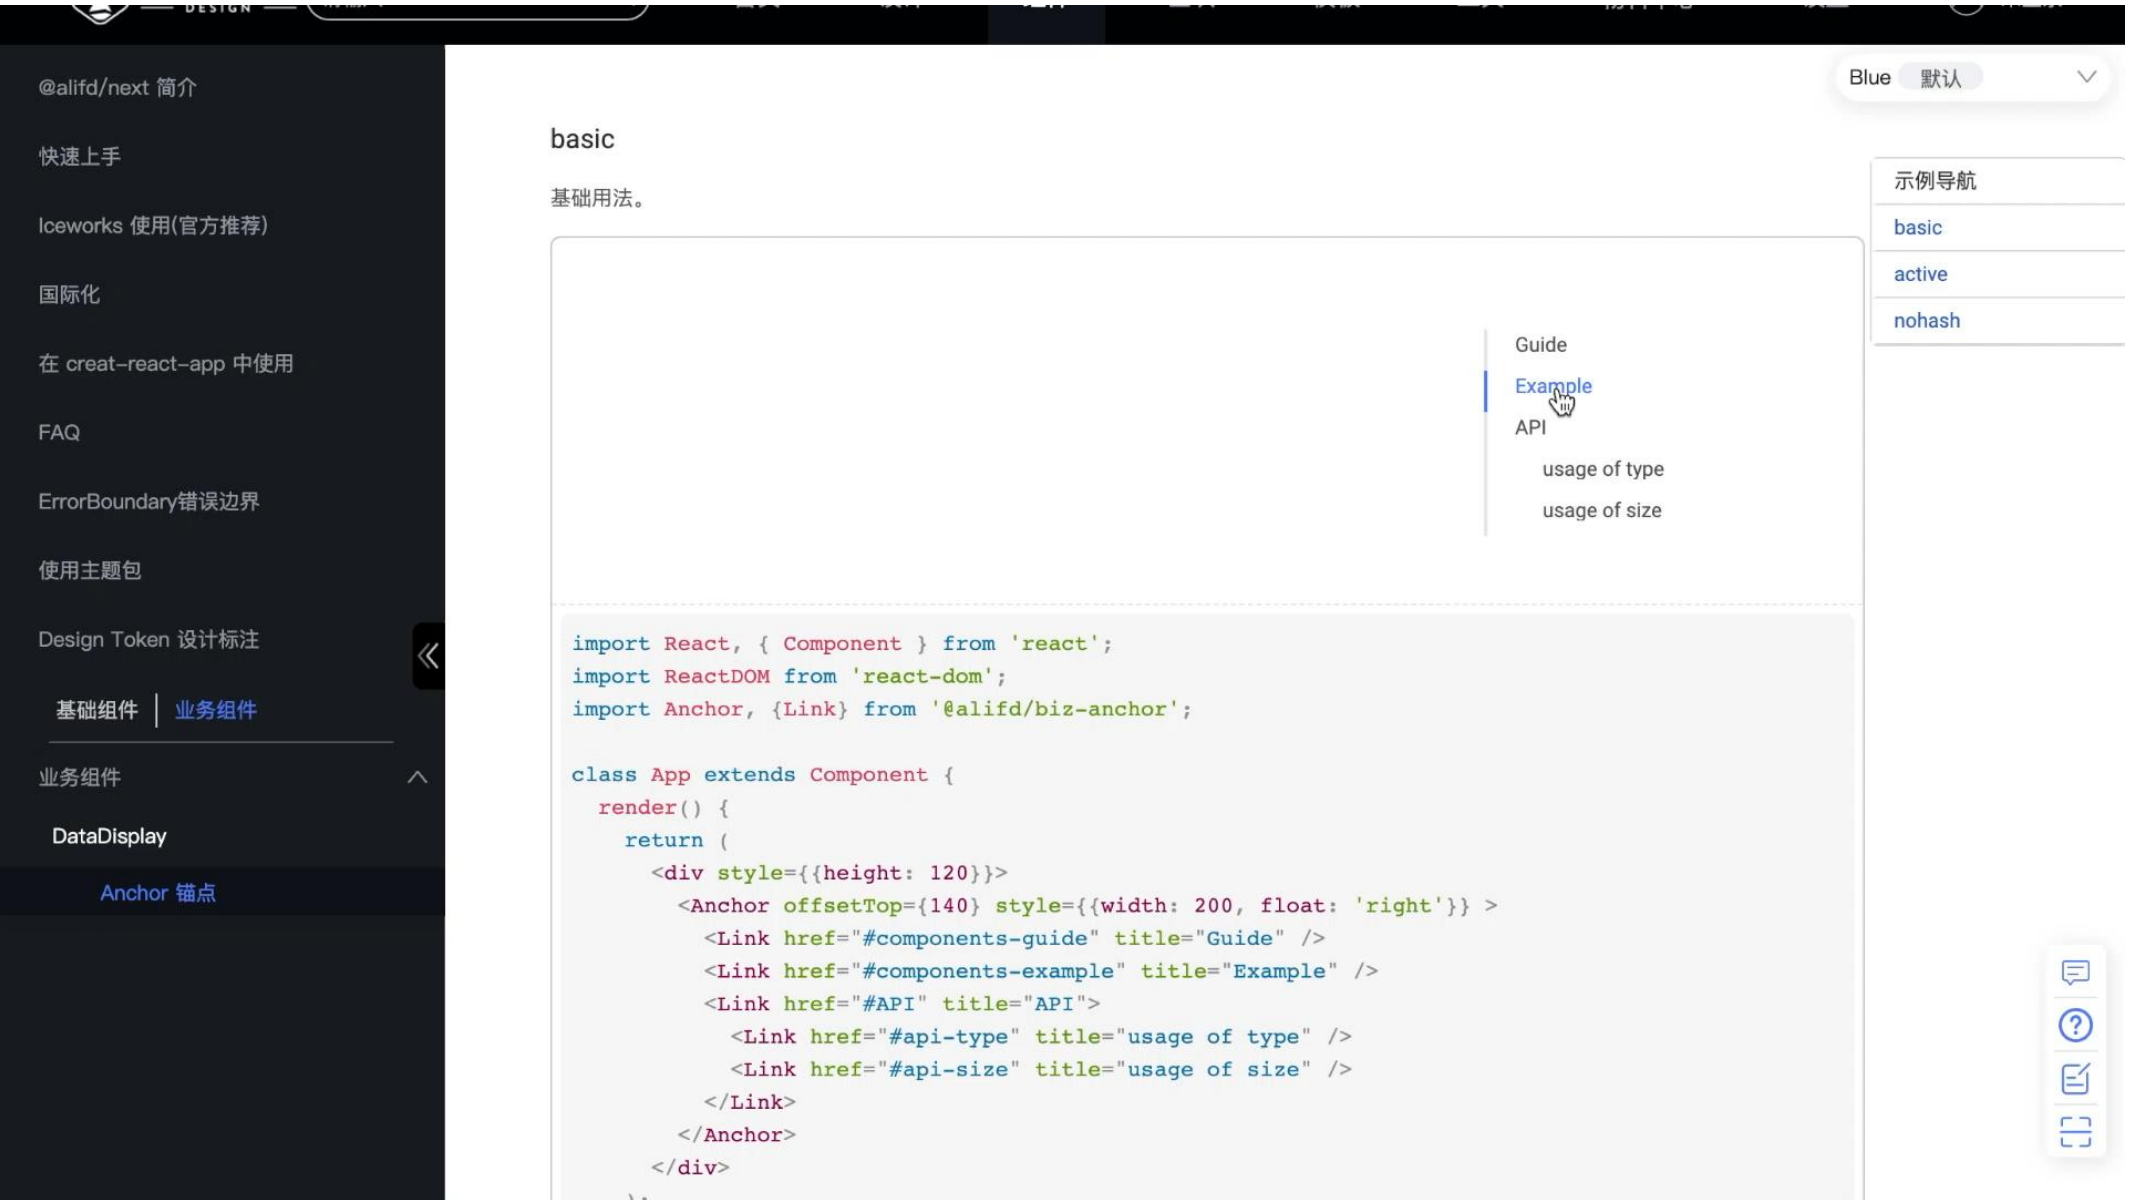 DESIGN
@alifd/next 简介
快速上手
Iceworks 使用(官方推荐)
国际化
在 creat-react-app 中使用
FAQ
ErrorBoundary错误边界
使用主题包
Design Token 设计标注
基础组件 | 业务组件
业务组件
DataDisplay
Anchor 锚点
Blue 默认
basic
基础用法。
示例导航
basic
active
nohash
Guide
Example
API
usage of type
usage of size
import React, { Component } from 'react';
import ReactDOM from 'react-dom';
import Anchor, {Link} from '@alifd/biz-anchor';
class App extends Component {
render() {
return (
<div style={{height: 120}}>
<Anchor offsetTop={140} style={{width: 200, float: 'right'}} >
<Link href="#components-guide" title="Guide" />
<Link href="#components-example" title="Example" />
<Link href="#API" title="API">
<Link href="#api-type" title="usage of type" />
<Link href="#api-size" title="usage of size" />
</Link>
</Anchor>
</div>
);